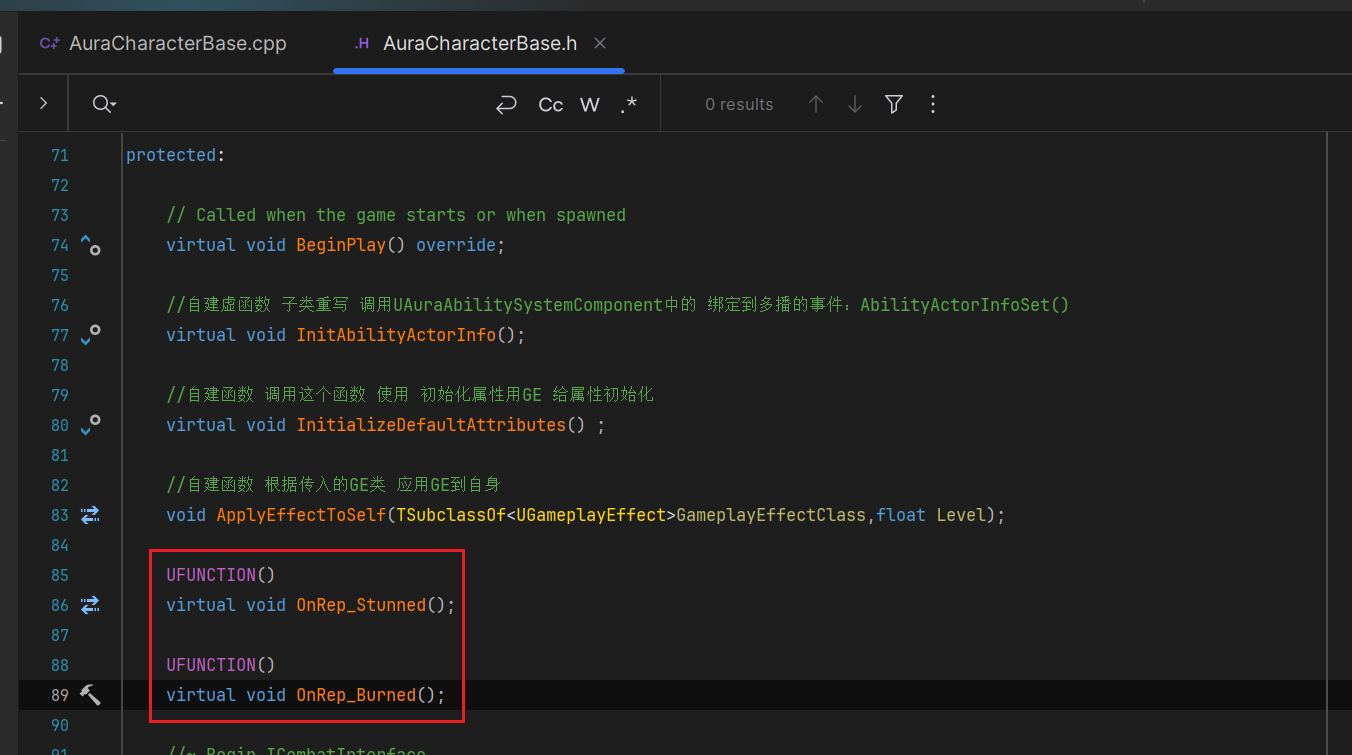 C++ AuraCharacterBase.cpp
.H AuraCharacterBase.h
Cc W .* 0 results
71 protected:
72
73 // Called when the game starts or when spawned
74 virtual void BeginPlay() override;
75
76 //自建虚函数 子类重写 调用UAuraAbilitySystemComponent中的 绑定到多播的事件：AbilityActorInfoSet()
77 virtual void InitAbilityActorInfo();
78
79 //自建函数 调用这个函数 使用 初始化属性用GE 给属性初始化
80 virtual void InitializeDefaultAttributes() ;
81
82 //自建函数 根据传入的GE类 应用GE到自身
83 void ApplyEffectToSelf(TSubclassOf<UGameplayEffect>GameplayEffectClass,float Level);
84
85 UFUNCTION()
86 virtual void OnRep_Stunned();
87
88 UFUNCTION()
89 virtual void OnRep_Burned();
90
91 //~ Begin ICombatInterface